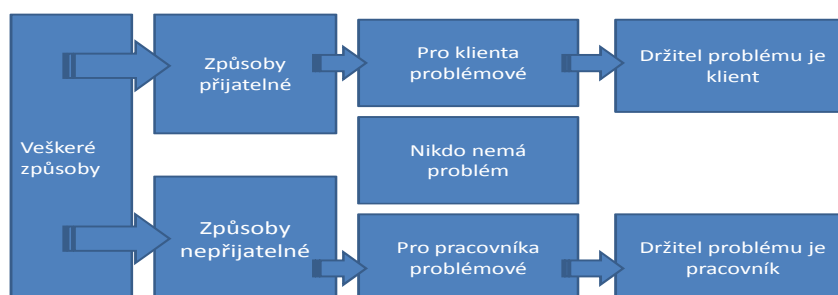 Veškeré
způsoby
Způsoby
přijatelné
Způsoby
nepřijatelné
Pro klienta
problémové
Nikdo nemá
problém
Pro pracovníka
problémové
Držitel problému je
klient
Držitel problému je
pracovník